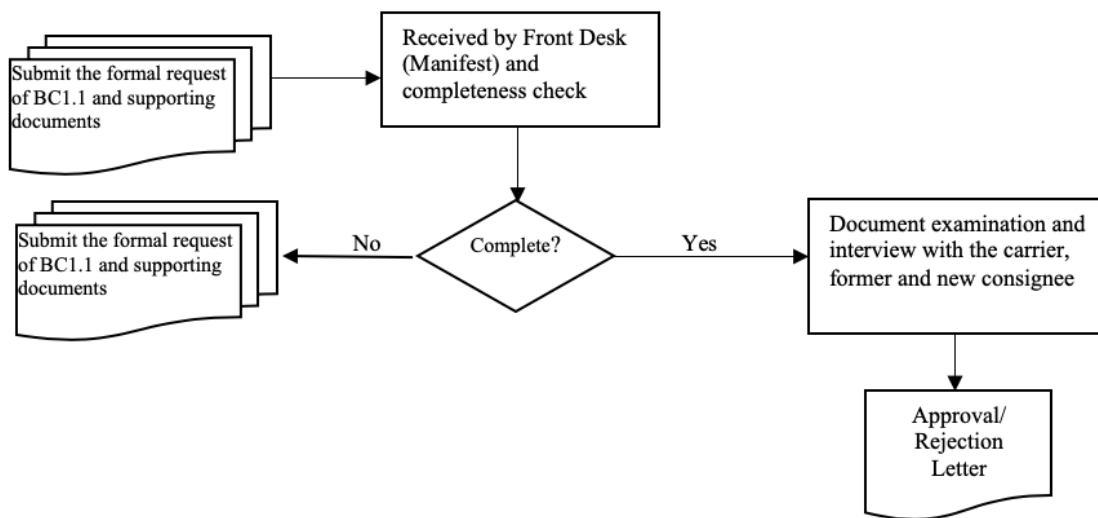 Submit the formal request
of BC1.1 and supporting
documents
Received by Front Desk
(Manifest) and
completeness check
Submit the formal request
of BC1.1 and supporting
documents
No
Complete?
Yes
Document examination and
interview with the carrier,
former and new consignee
Approval/
Rejection
Letter